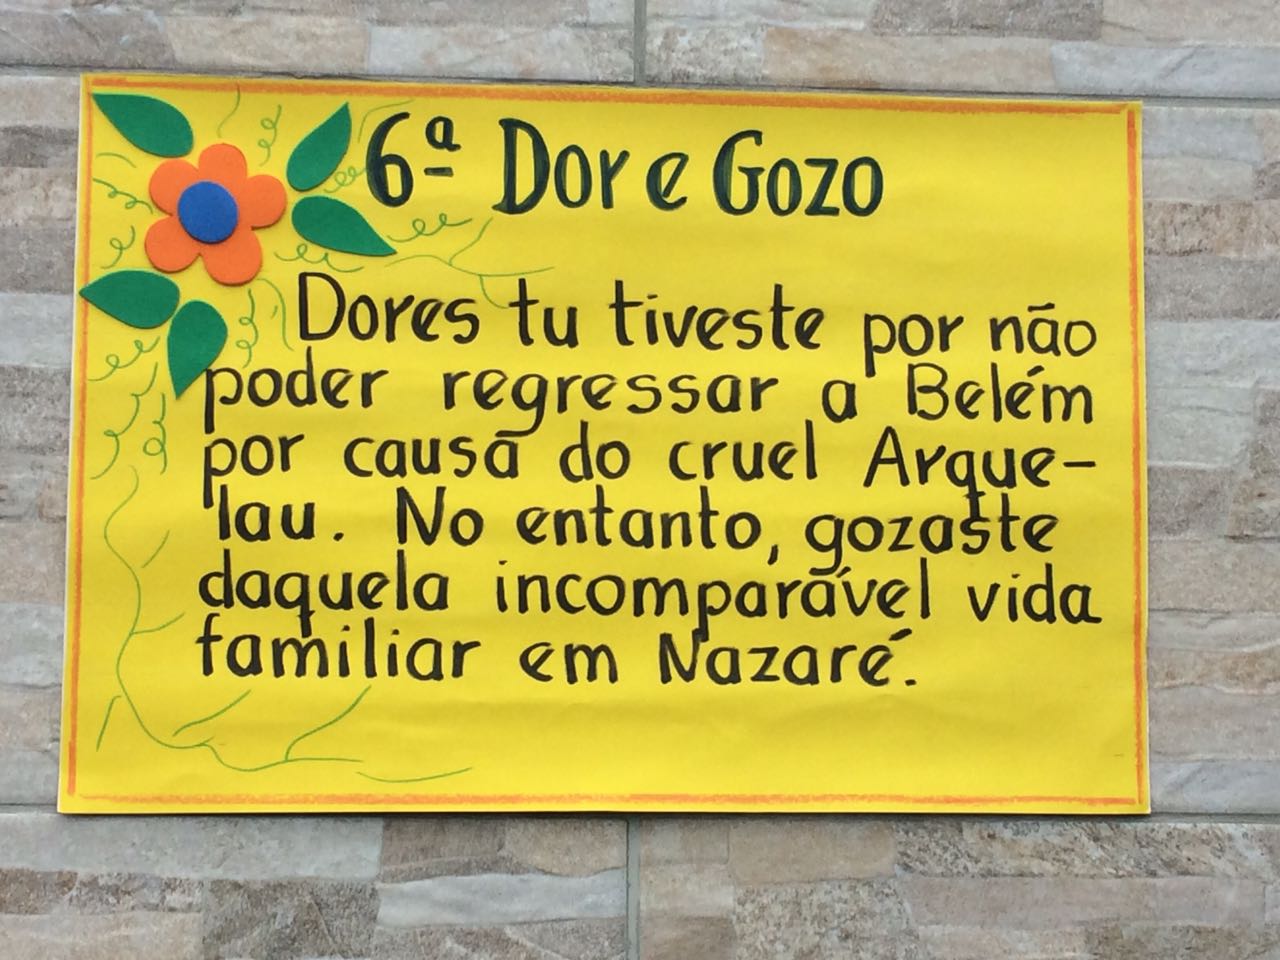 6ª Dor e Gozo
Dores tu tiveste por não
poder regressar a Belém
por causa do cruel Arque-
lau. No entanto, gozaste
daquela incomparável vida
familiar em Nazaré.